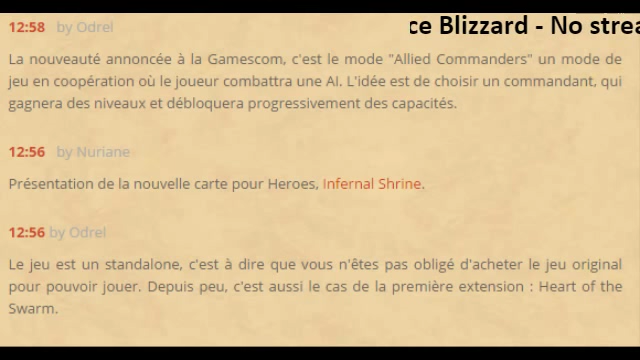 12:58 by Odrel
ce Blizzard - No strea
La nouveauté annoncée à la Gamescom, c'est le mode "Allied Commanders" un mode de
jeu en coopération où le joueur combattra une AI. L'idée est de choisir un commandant, qui
gagnera des niveaux et débloquera progressivement des capacités.
12:56 by Nuriane
Présentation de la nouvelle carte pour Heroes, Infernal Shrine.
12:56 by Odrel
Le jeu est un standalone, c'est à dire que vous n'êtes pas obligé d'acheter le jeu original
pour pouvoir jouer. Depuis peu, c'est aussi le cas de la première extension : Heart of the
Swarm.